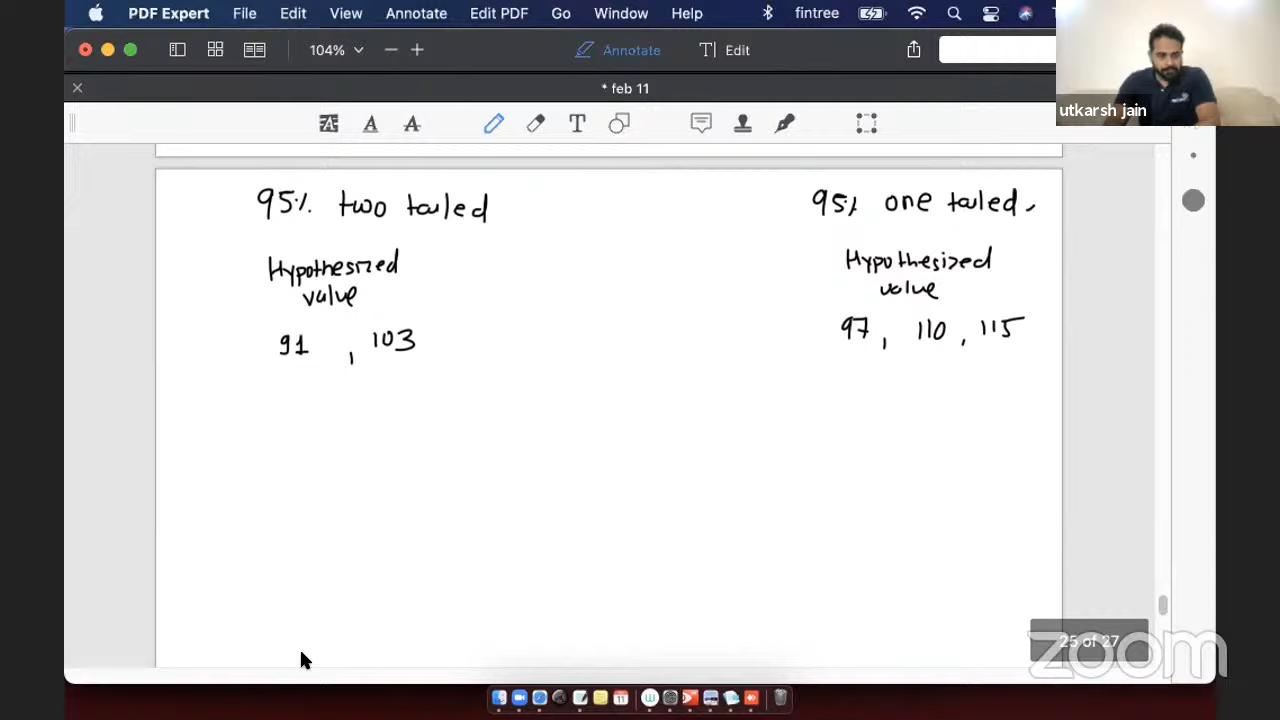 PDF Expert File Edit View Annotate Edit PDF Go Window Help fintree
104% Annotate T Edit
* feb 11
utkarsh jain
95% two tailed
95% one tailed
Hypothesized
value
Hypothesized
value
91 , 103
97 , 110 , 115
25 of 27
zoom